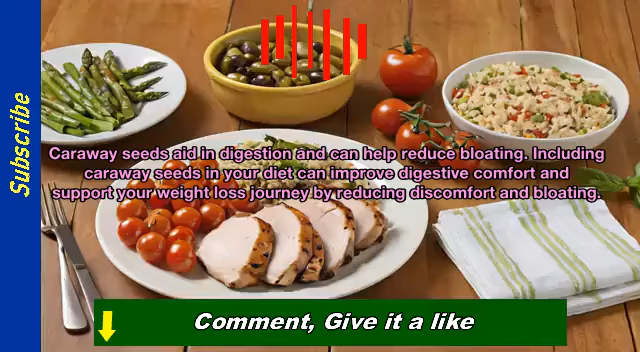 Subscribe
Caraway seeds aid in digestion and can help reduce bloating. Including
caraway seeds in your diet can improve digestive comfort and
support your weight loss journey by reducing discomfort and bloating.
Comment, Give it a like